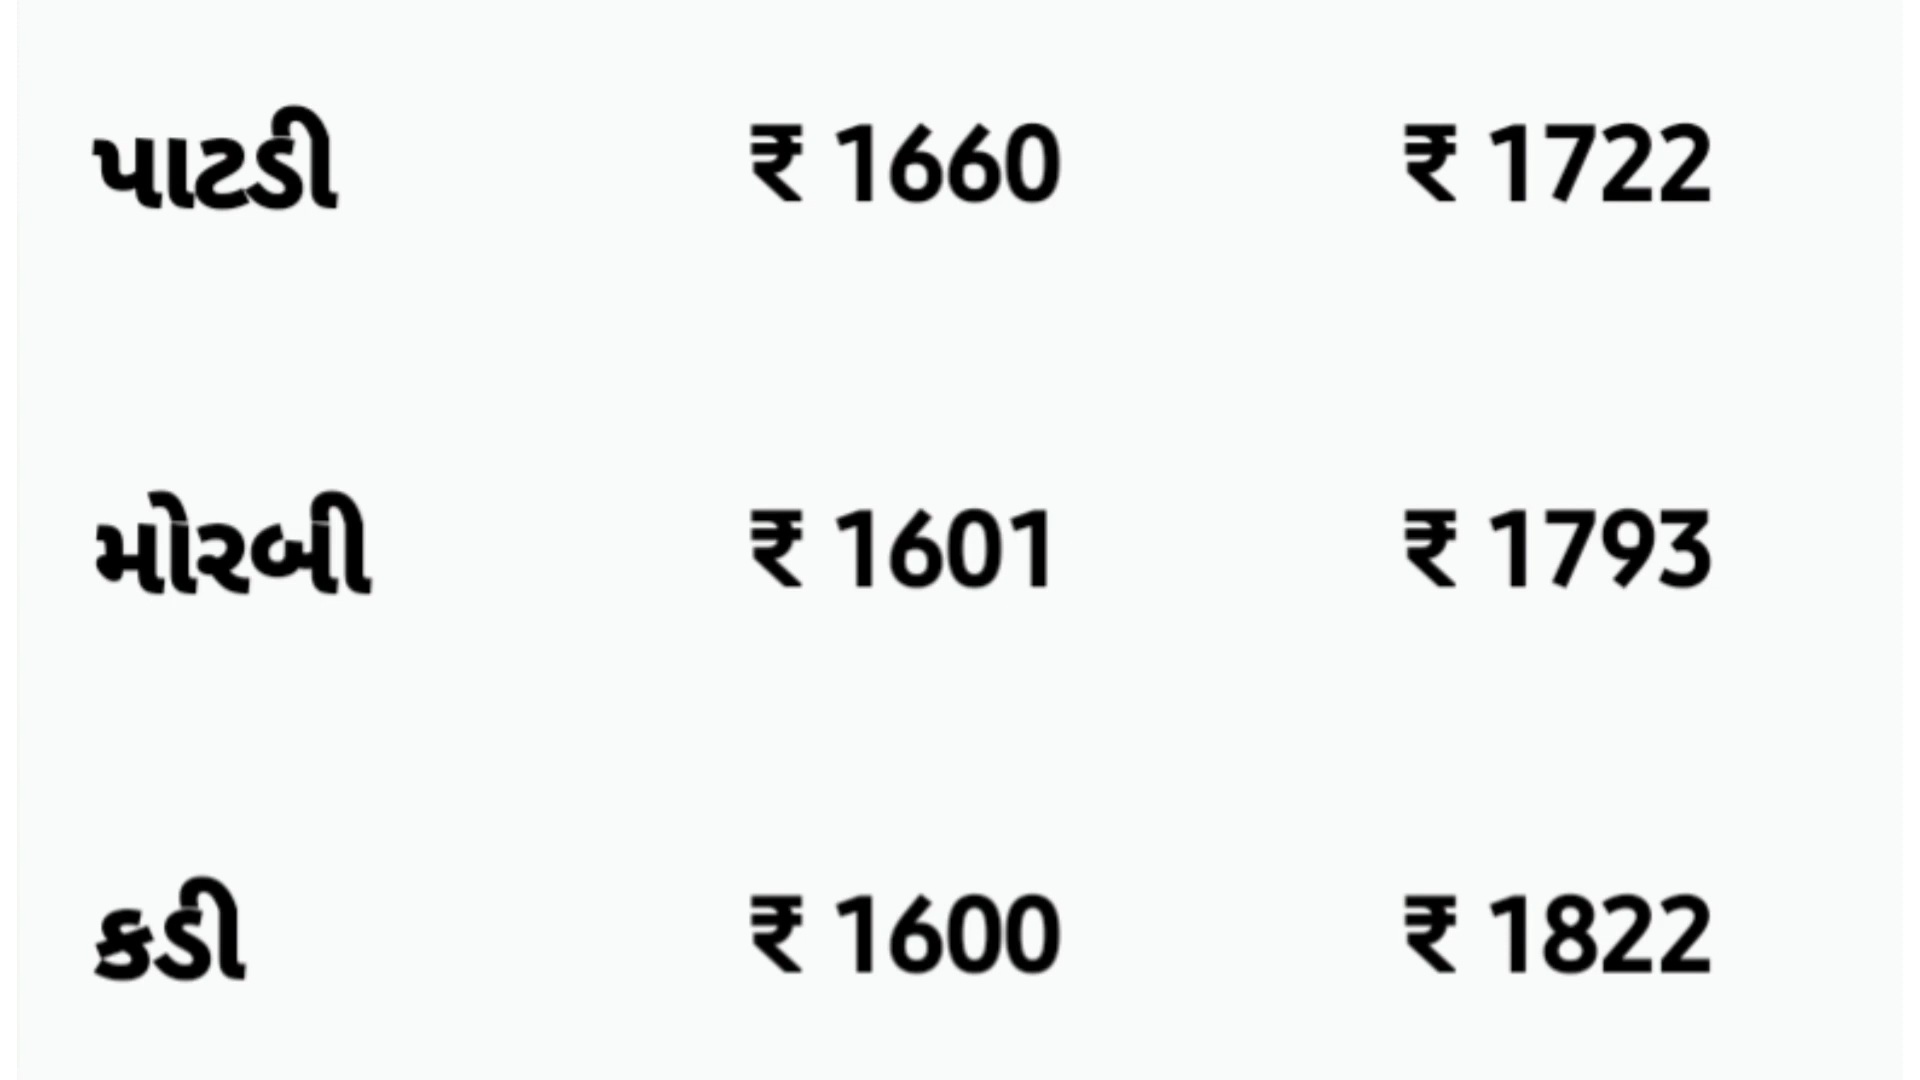 પાટડી ₹ 1660 ₹ 1722
મોરબી ₹ 1601 ₹ 1793
કડી ₹ 1600 ₹ 1822